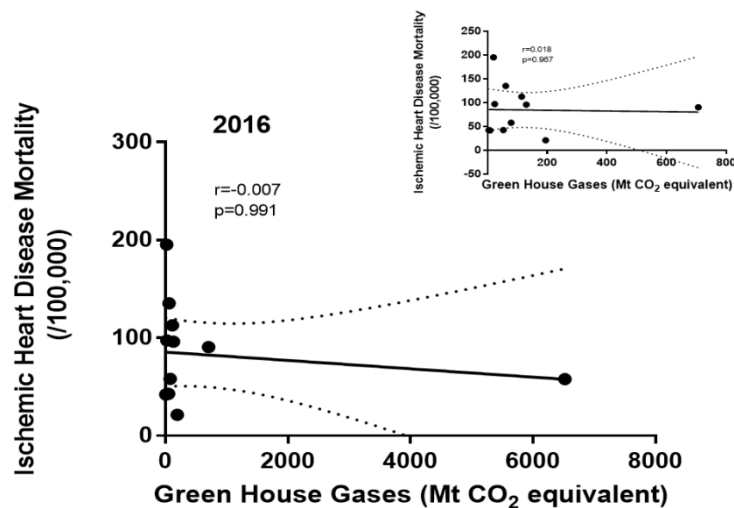 2016
r=-0.007
p=0.991
Ischemic Heart Disease Mortality
(/100,000)
300
200
100
0
0 2000 4000 6000 8000
Green House Gases (Mt CO₂ equivalent)
r=0.018
p=0.967
Ischemic Heart Disease Mortality
(/100,000)
250
200
150
100
50
0
-50
200 400 600 800
Green House Gases (Mt CO₂ equivalent)